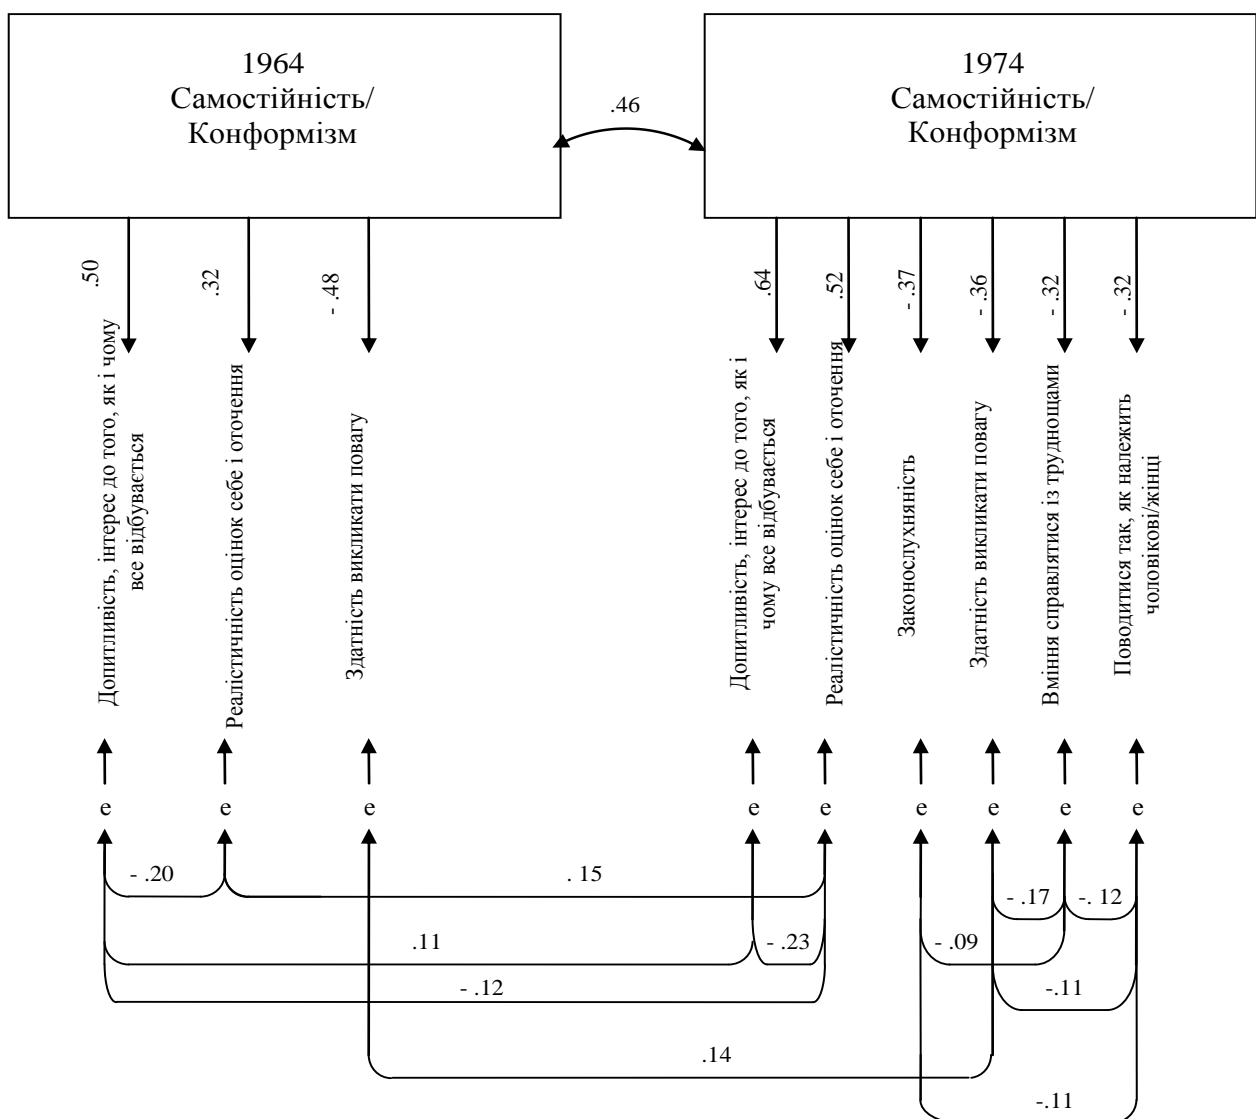 1964
Самостійність/
Конформізм
1974
Самостійність/
Конформізм
.46
.50
.32
- .48
.64
.52
- .37
- .36
- .32
- .32
Допитливість, інтерес до того, як і чому
все відбувається
Реалістичність оцінок себе і оточення
Здатність викликати повагу
Допитливість, інтерес до того, як і
чому все відбувається
Реалістичність оцінок себе і оточення
Законослухняність
Здатність викликати повагу
Вміння справлятися із труднощами
Поводитися так, як належить
чоловікові/жінці
e
e
e
e
e
e
e
e
e
- .20
. 15
- .17
-. 12
.11
- .23
- .09
- .12
-.11
.14
-.11